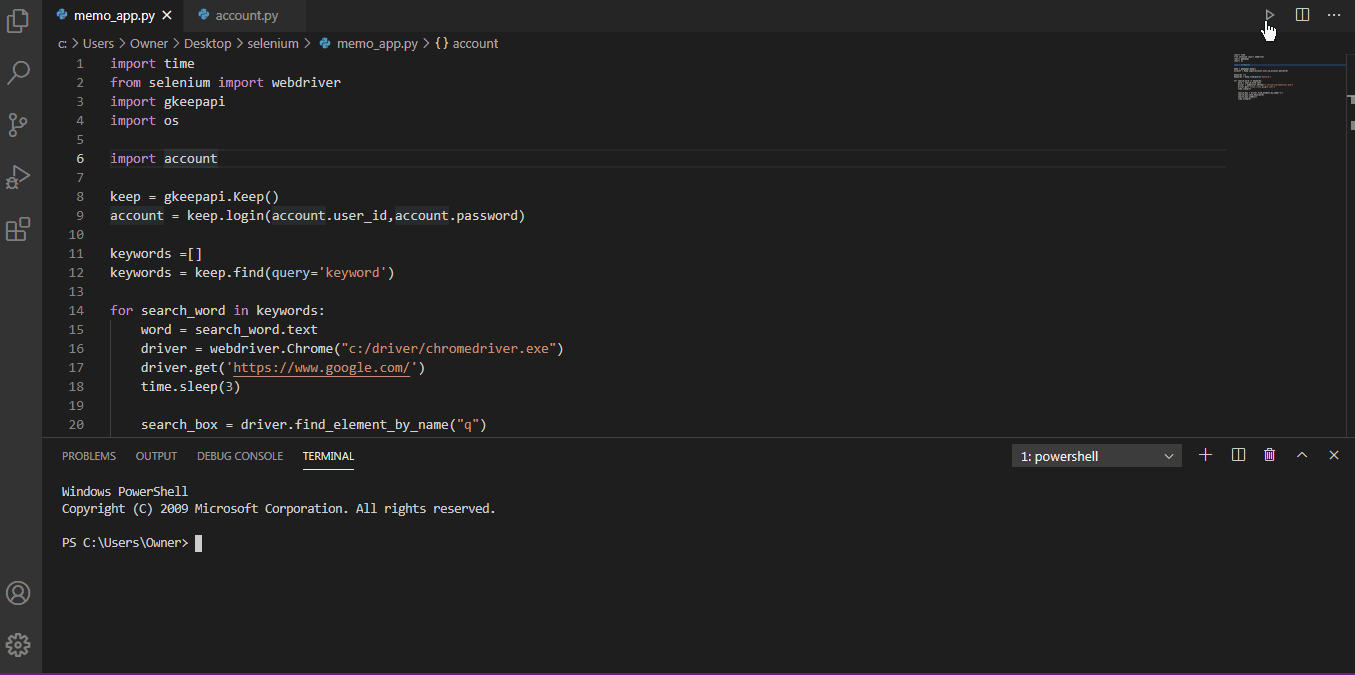 memo_app.py
account.py
c: > Users > Owner > Desktop > selenium > memo_app.py > {} account
1 import time
2 from selenium import webdriver
3 import gkeepapi
4 import os
5
6 import account
7
8 keep = gkeepapi.Keep()
9 account = keep.login(account.user_id,account.password)
10
11 keywords =[]
12 keywords = keep.find(query='keyword')
13
14 for search_word in keywords:
15     word = search_word.text
16     driver = webdriver.Chrome("c:/driver/chromedriver.exe")
17     driver.get('https://www.google.com/')
18     time.sleep(3)
19
20     search_box = driver.find_element_by_name("q")
PROBLEMS OUTPUT DEBUG CONSOLE TERMINAL 1: powershell
Windows PowerShell
Copyright (C) 2009 Microsoft Corporation. All rights reserved.
PS C:\Users\Owner>